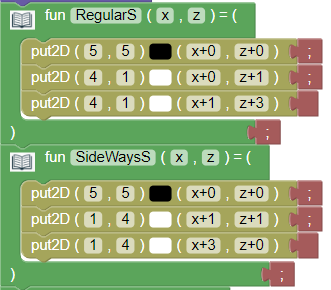 fun RegularS ( x , z ) = (
put2D ( 5 , 5 ) ( x+0 , z+0 ) ;
put2D ( 4 , 1 ) ( x+0 , z+1 ) ;
put2D ( 4 , 1 ) ( x+1 , z+3 ) ;
) ;
fun SideWaysS ( x , z ) = (
put2D ( 5 , 5 ) ( x+0 , z+0 ) ;
put2D ( 1 , 4 ) ( x+1 , z+1 ) ;
put2D ( 1 , 4 ) ( x+3 , z+0 ) ;
) ;